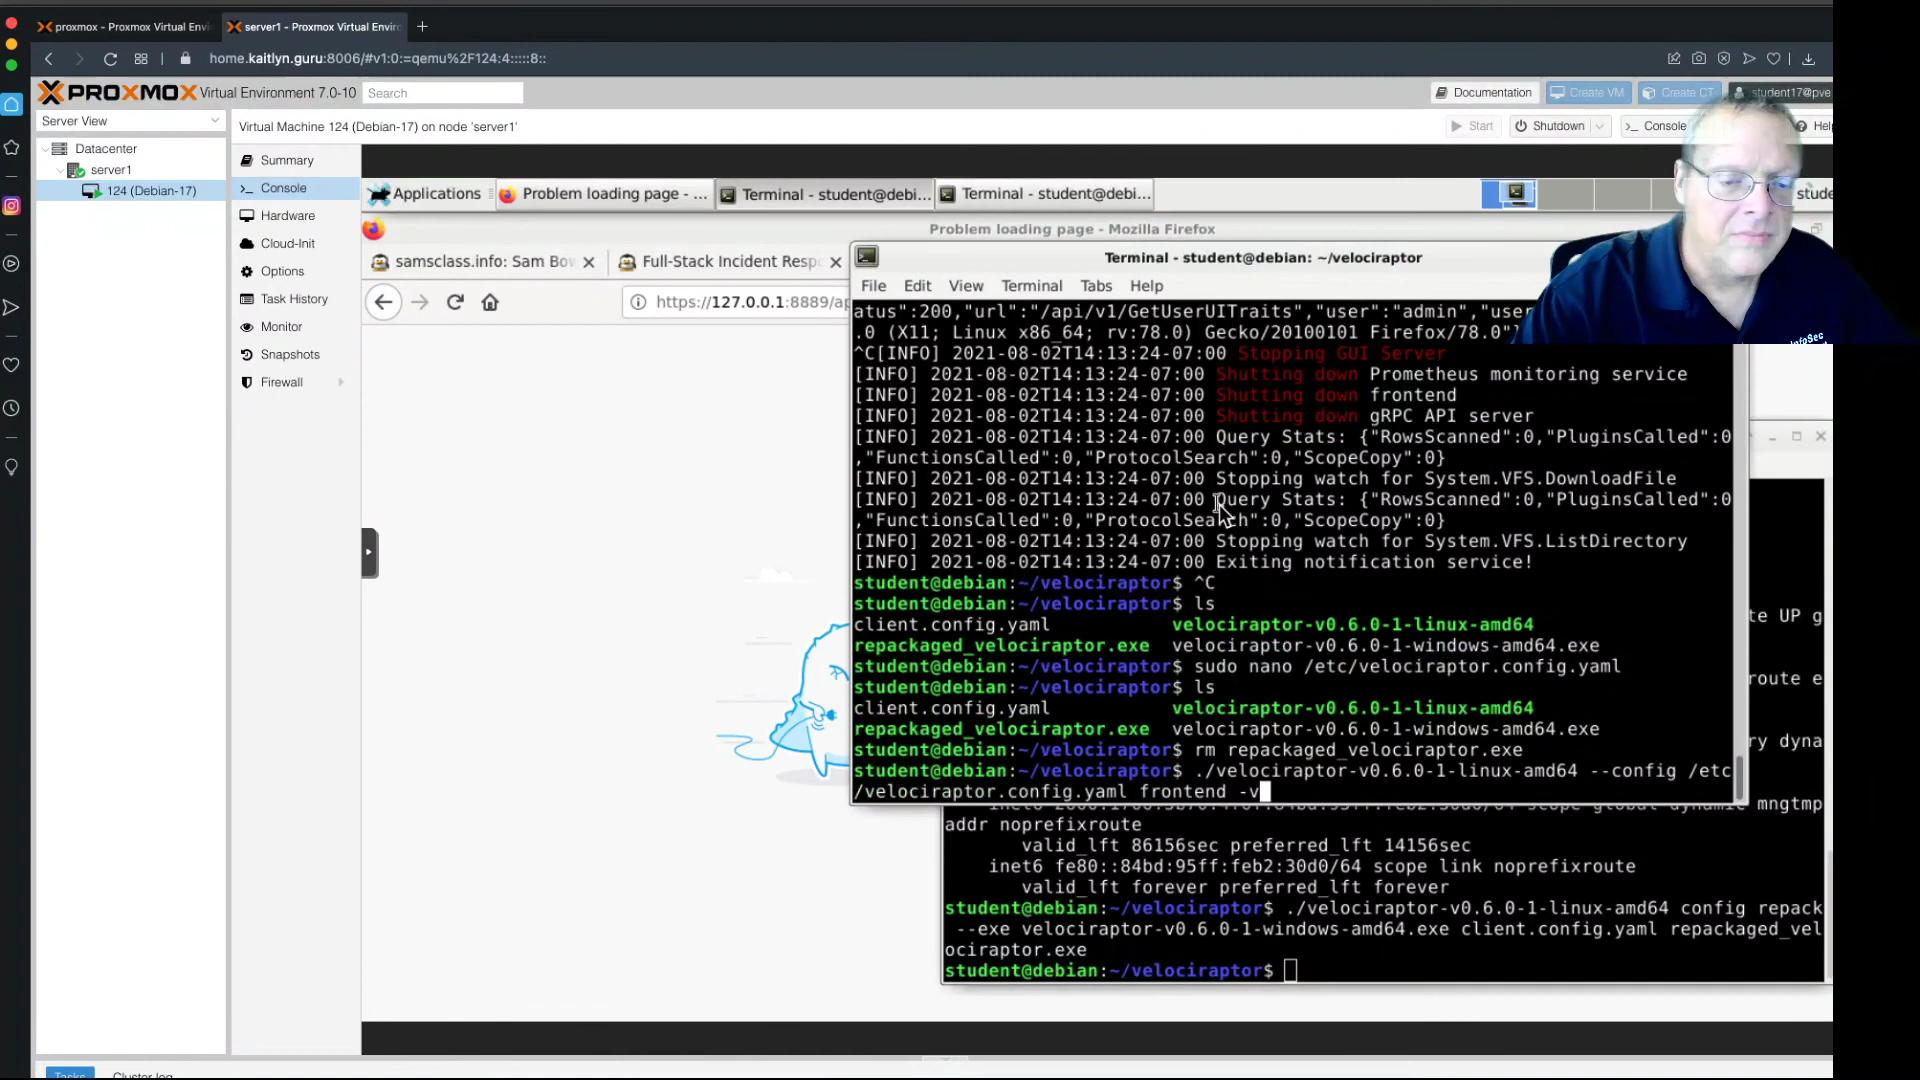 proxmox - Proxmox Virtual Envi
server1 - Proxmox Virtual Enviro
home.kaitlyn.guru:8006/#v1:0:=qemu%2F124:4:::::8::
PROXMOX Virtual Environment 7.0-10
Search
Documentation
Create VM
Create CT
student17@pve
Server View
Virtual Machine 124 (Debian-17) on node 'server1'
Start
Shutdown
Console
Help
Datacenter
server1
124 (Debian-17)
Summary
Console
Hardware
Cloud-Init
Options
Task History
Monitor
Snapshots
Firewall
Applications
Problem loading page - ...
Terminal - student@debi...
Terminal - student@debi...
stude
Problem loading page - Mozilla Firefox
samsclass.info: Sam Bow
Full-Stack Incident Resp
https://127.0.0.1:8889/ap
Terminal - student@debian: ~/velociraptor
File Edit View Terminal Tabs Help
atus":200,"url":"/api/v1/GetUserUITraits","user":"admin","user
.0 (X11; Linux x86_64; rv:78.0) Gecko/20100101 Firefox/78.0"
^C[INFO] 2021-08-02T14:13:24-07:00 Stopping GUI Server
[INFO] 2021-08-02T14:13:24-07:00 Shutting down Prometheus monitoring service
[INFO] 2021-08-02T14:13:24-07:00 Shutting down frontend
[INFO] 2021-08-02T14:13:24-07:00 Shutting down gRPC API server
[INFO] 2021-08-02T14:13:24-07:00 Query Stats: {"RowsScanned":0,"PluginsCalled":0
,"FunctionsCalled":0,"ProtocolSearch":0,"ScopeCopy":0}
[INFO] 2021-08-02T14:13:24-07:00 Stopping watch for System.VFS.DownloadFile
[INFO] 2021-08-02T14:13:24-07:00 Query Stats: {"RowsScanned":0,"PluginsCalled":0
,"FunctionsCalled":0,"ProtocolSearch":0,"ScopeCopy":0}
[INFO] 2021-08-02T14:13:24-07:00 Stopping watch for System.VFS.ListDirectory
[INFO] 2021-08-02T14:13:24-07:00 Exiting notification service!
student@debian:~/velociraptor$ ^C
student@debian:~/velociraptor$ ls
client.config.yaml velociraptor-v0.6.0-1-linux-amd64
repackaged_velociraptor.exe velociraptor-v0.6.0-1-windows-amd64.exe
student@debian:~/velociraptor$ sudo nano /etc/velociraptor.config.yaml
student@debian:~/velociraptor$ ls
client.config.yaml velociraptor-v0.6.0-1-linux-amd64
repackaged_velociraptor.exe velociraptor-v0.6.0-1-windows-amd64.exe
student@debian:~/velociraptor$ rm repackaged_velociraptor.exe
student@debian:~/velociraptor$ ./velociraptor-v0.6.0-1-linux-amd64 --config /etc
/velociraptor.config.yaml frontend -v
te UP g
route e
ry dyna
mngtmp
addr noprefixroute
valid_lft 86156sec preferred_lft 14156sec
inet6 fe80::84bd:95ff:feb2:30d0/64 scope link noprefixroute
valid_lft forever preferred_lft forever
student@debian:~/velociraptor$ ./velociraptor-v0.6.0-1-linux-amd64 config repack
--exe velociraptor-v0.6.0-1-windows-amd64.exe client.config.yaml repackaged_vel
ociraptor.exe
student@debian:~/velociraptor$
InfoSec
Tasks
Cluster log